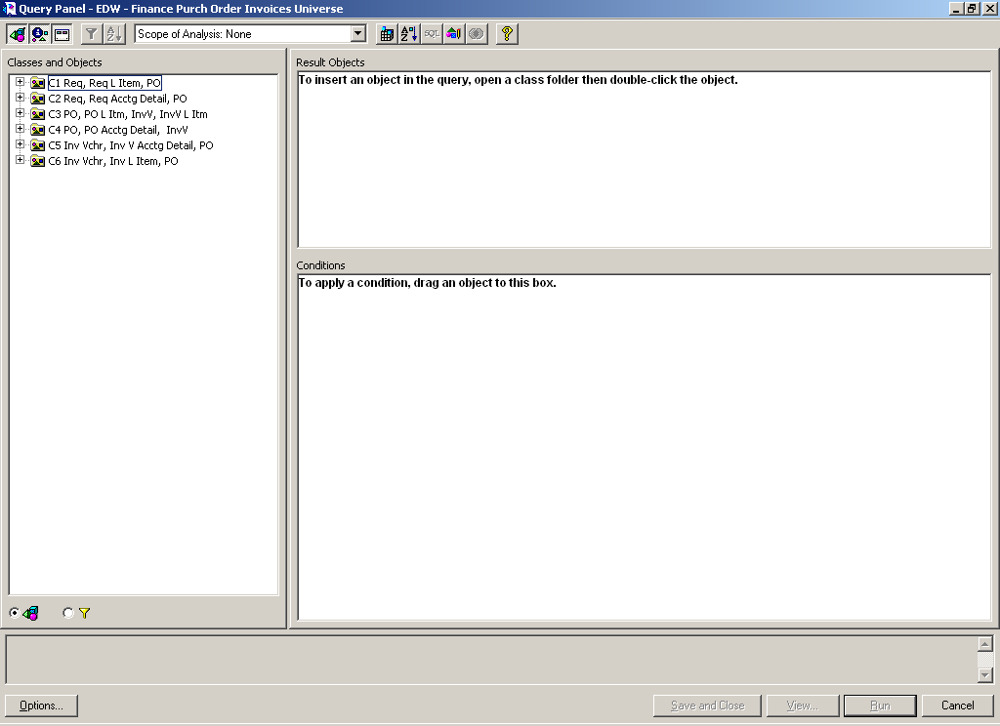 Query Panel - EDW - Finance Purch Order Invoices Universe
Scope of Analysis: None
SQL
Classes and Objects
C1 Req, Req L Item, PO
C2 Req, Req Acctg Detail, PO
C3 PO, PO L Itm, InvV, InvV L Itm
C4 PO, PO Acctg Detail,  InvV
C5 Inv Vchr, Inv V Acctg Detail, PO
C6 Inv Vchr, Inv L Item, PO
Result Objects
To insert an object in the query, open a class folder then double-click the object.
Conditions
To apply a condition, drag an object to this box.
Options...
Save and Close
View...
Run
Cancel